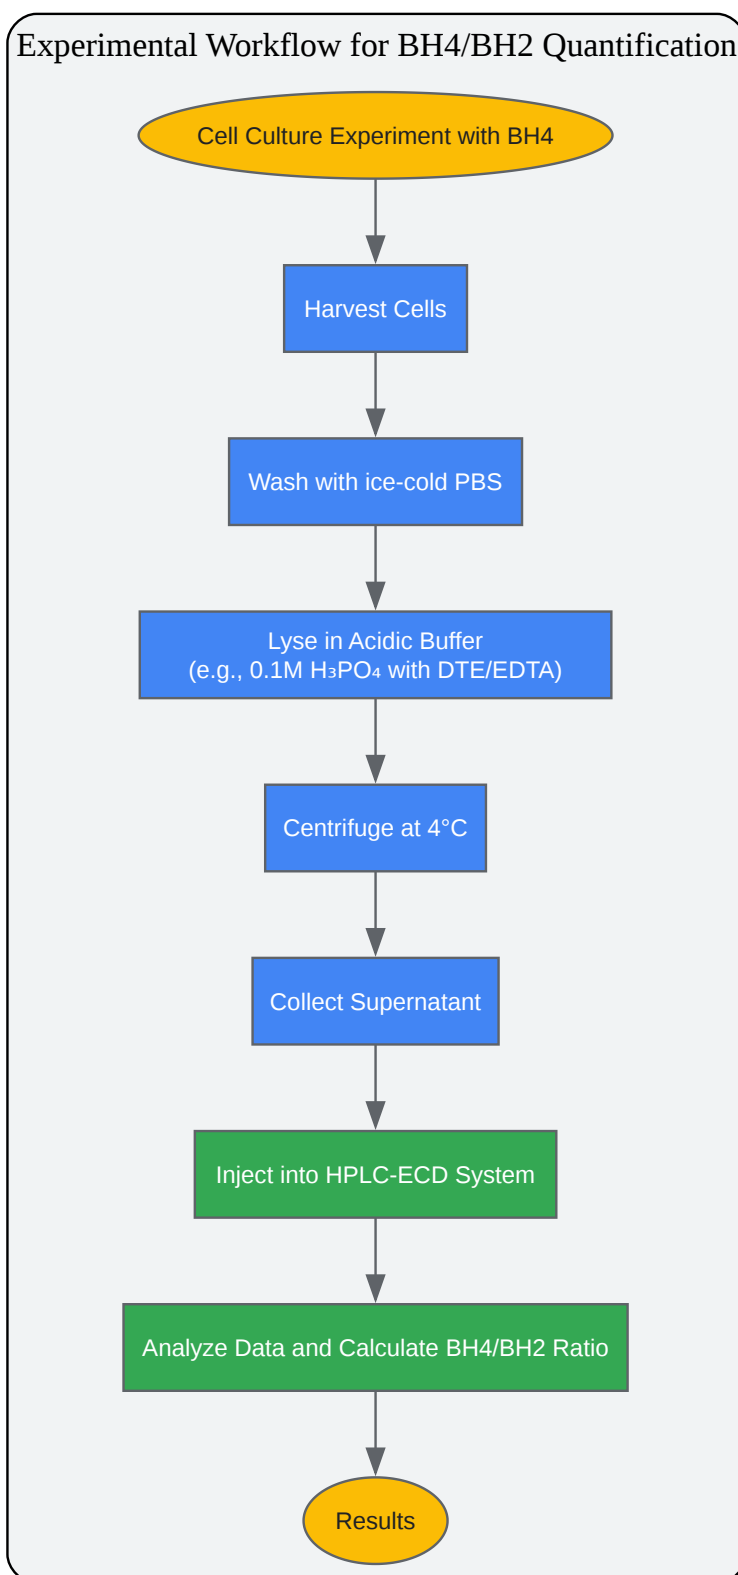 Experimental Workflow for BH4/BH2 Quantification
Cell Culture Experiment with BH4
Harvest Cells
Wash with ice-cold PBS
Lyse in Acidic Buffer
(e.g., 0.1M H₃PO₄ with DTE/EDTA)
Centrifuge at 4°C
Collect Supernatant
Inject into HPLC-ECD System
Analyze Data and Calculate BH4/BH2 Ratio
Results